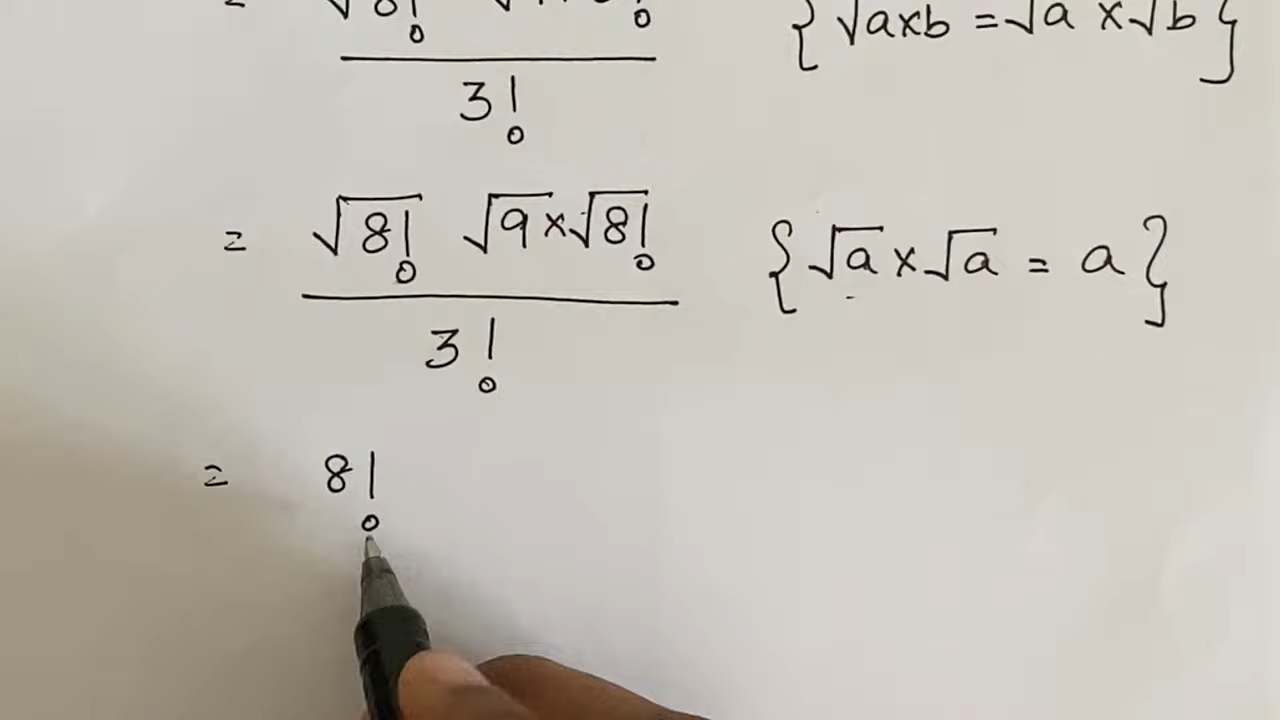 = √8! √9×8! {√a×b = √a × √b}
3!
= √8! √9×√8! {√a×√a = a}
3!
= 8!